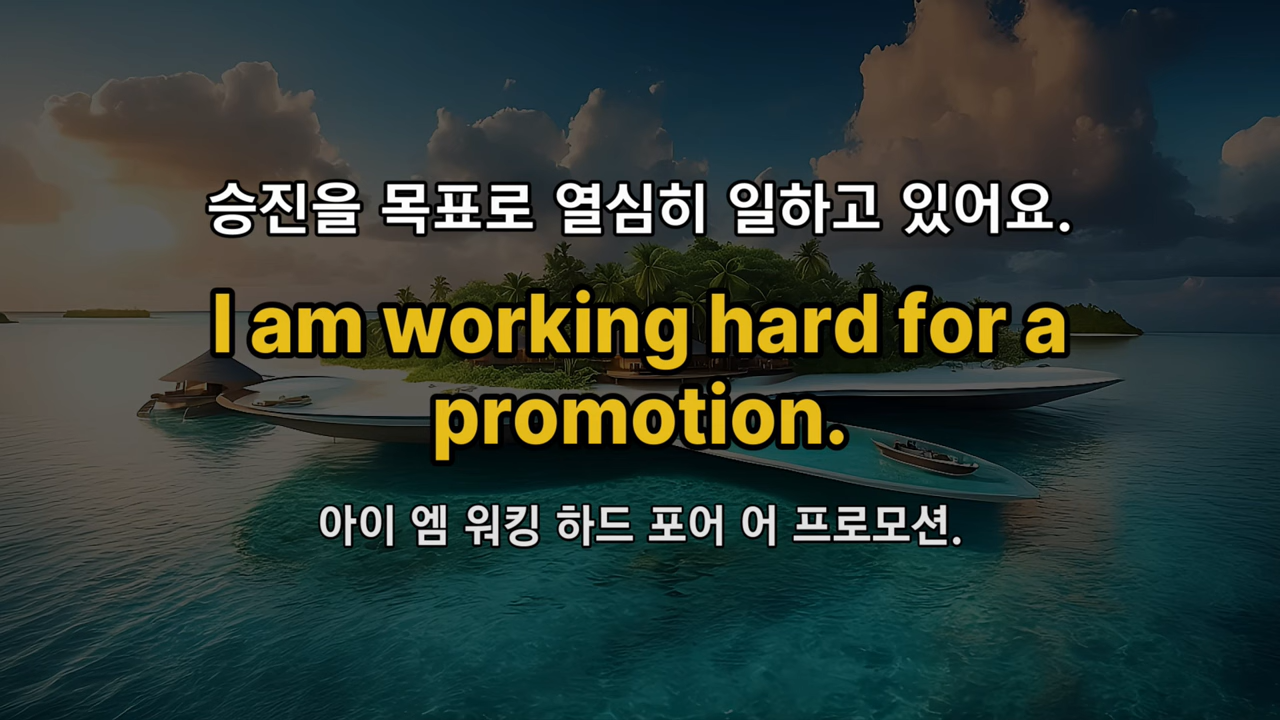 승진을 목표로 열심히 일하고 있어요.
I am working hard for a
promotion.
아이 엠 워킹 하드 포어 어 프로모션.